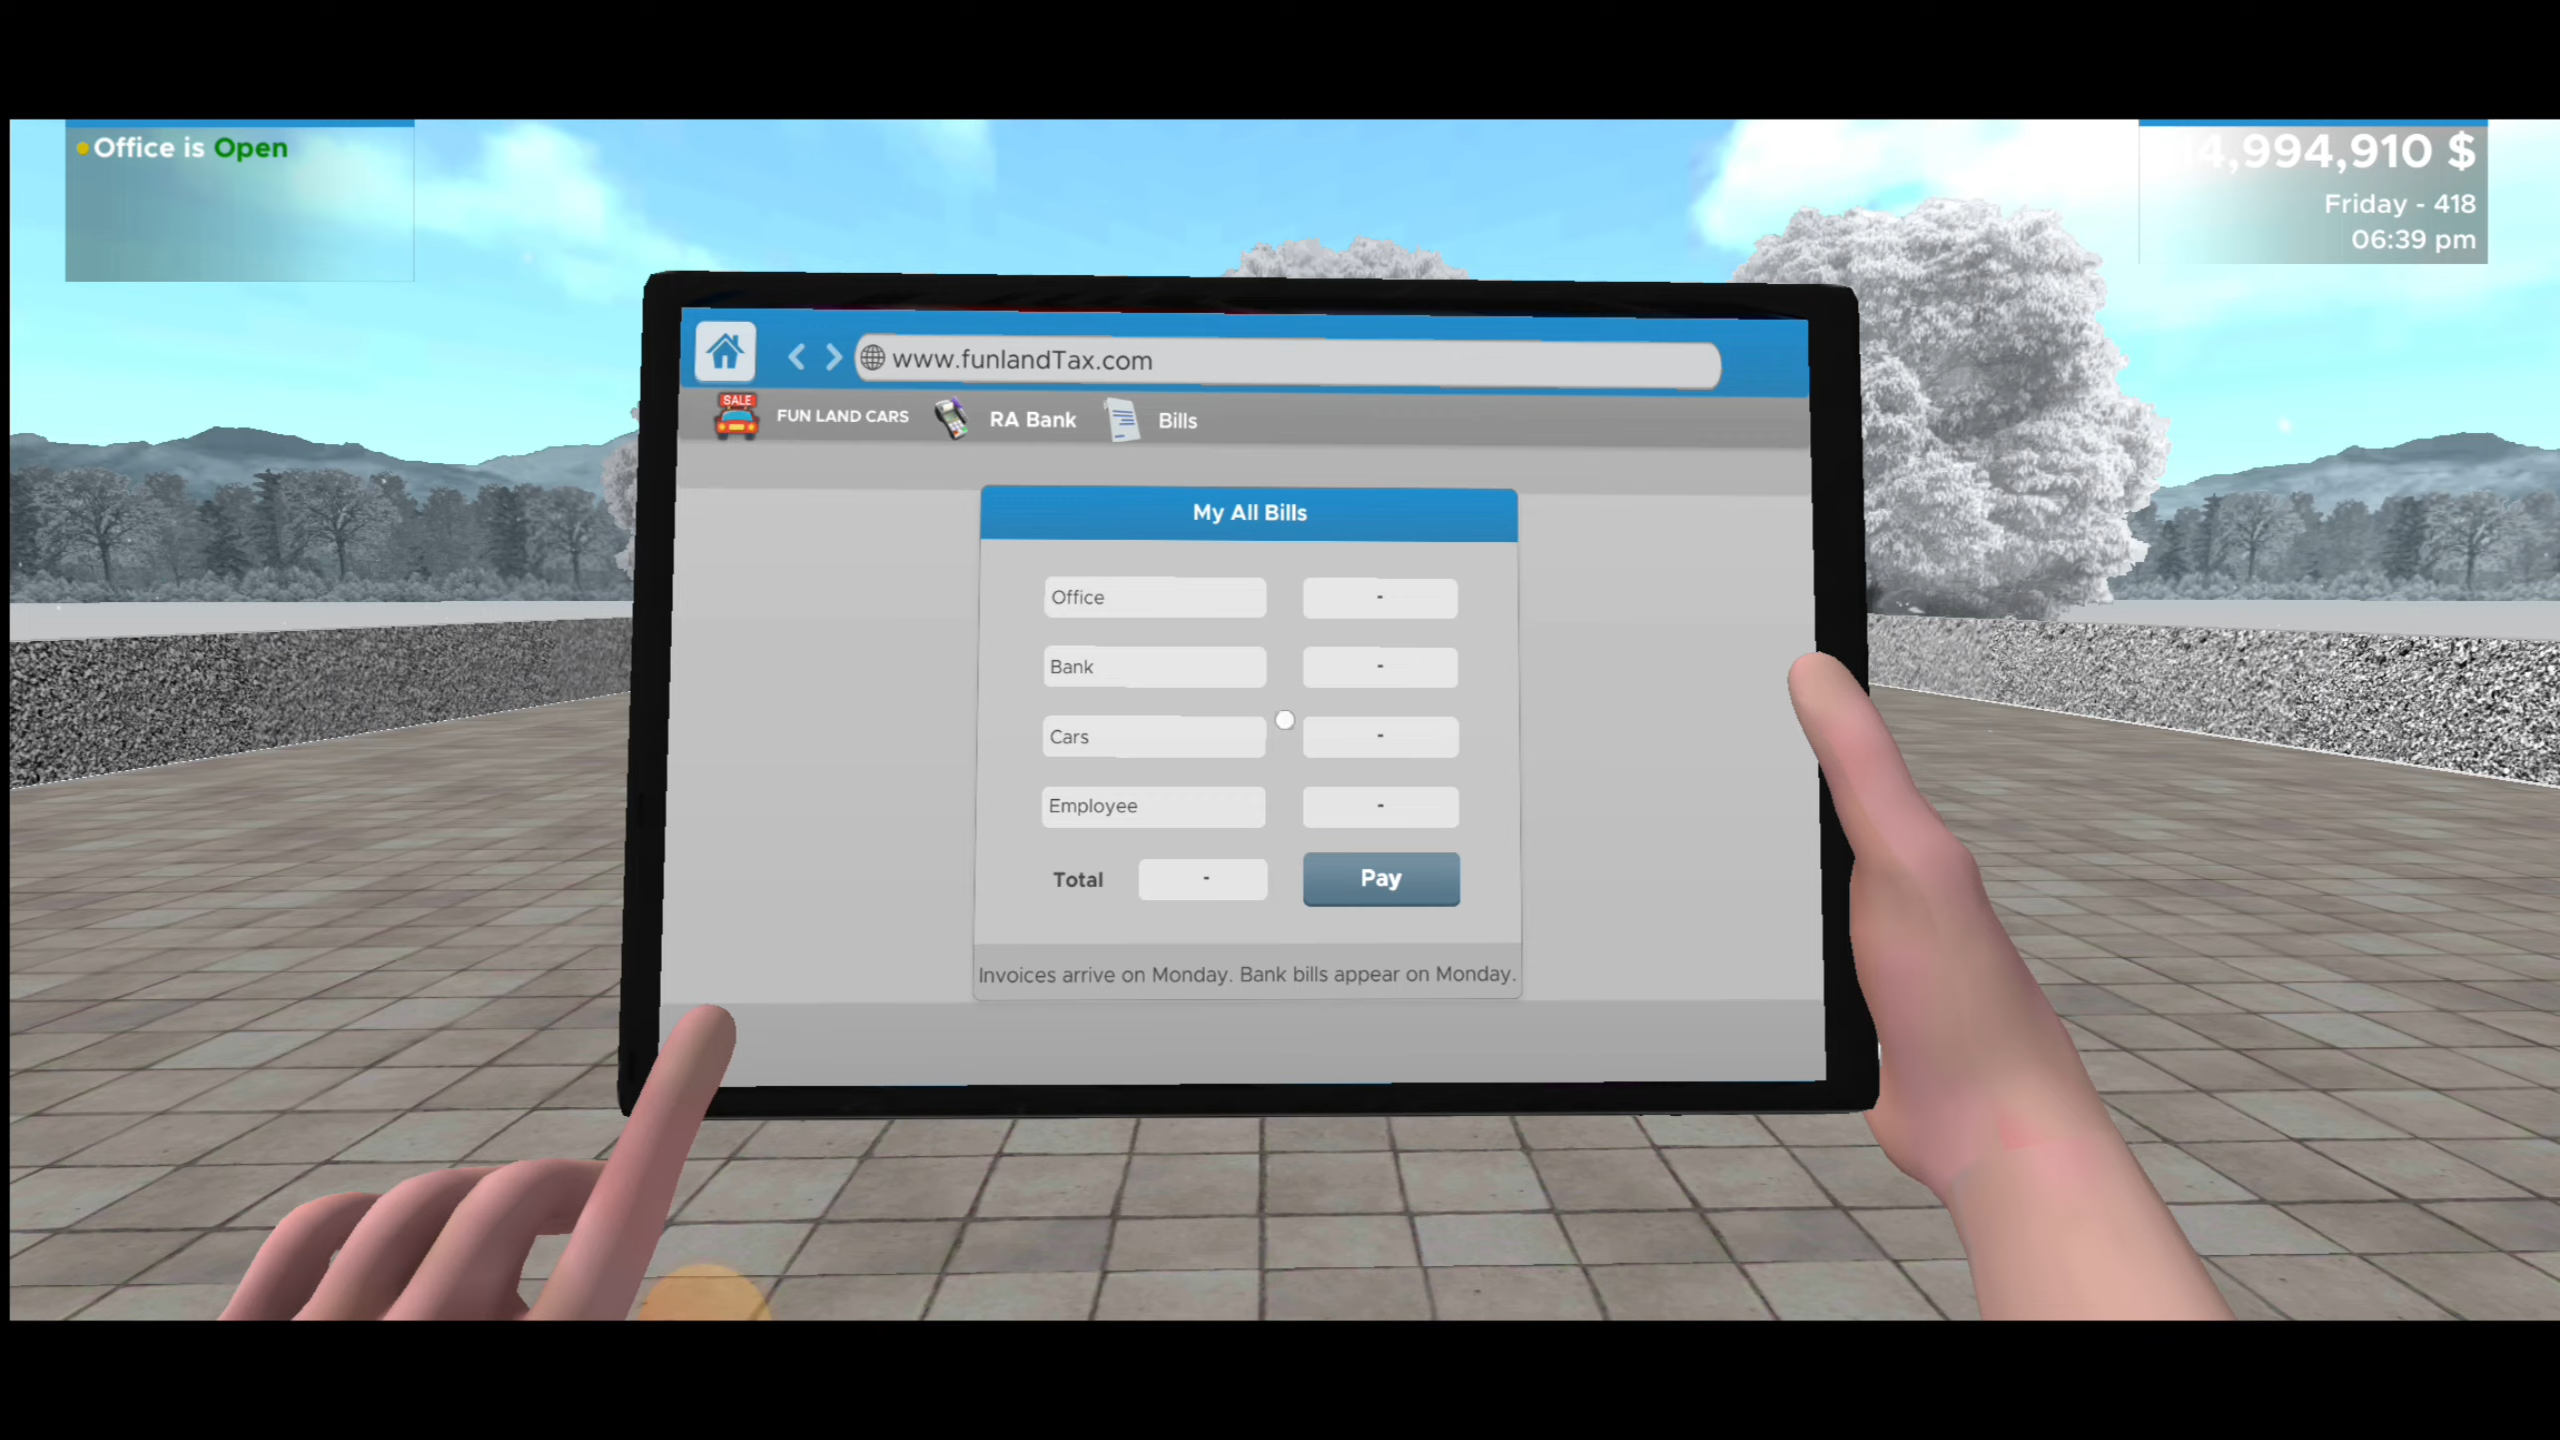 Office is Open
4,994,910 $
Friday - 418
06:39 pm
www.funlandTax.com
SALE
FUN LAND CARS
RA Bank
Bills
My All Bills
Office -
Bank -
Cars -
Employee -
Total - Pay
Invoices arrive on Monday. Bank bills appear on Monday.